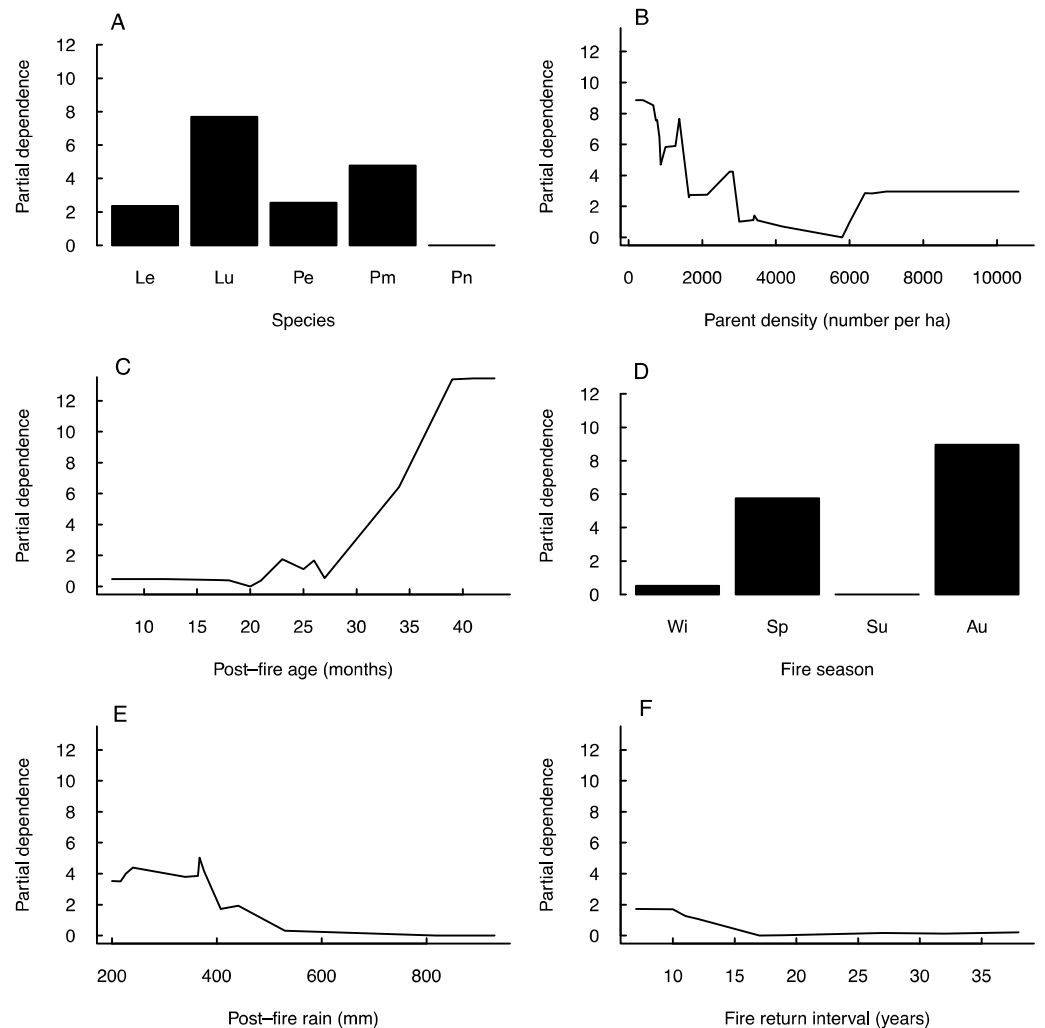 A
12
10
8
6
4
2
0
Partial dependence
Le Lu Pe Pm Pn
Species
B
12
10
8
6
4
2
0
Partial dependence
0 2000 4000 6000 8000 10000
Parent density (number per ha)
C
12
10
8
6
4
2
0
Partial dependence
10 15 20 25 30 35 40
Post–fire age (months)
D
12
10
8
6
4
2
0
Partial dependence
Wi Sp Su Au
Fire season
E
12
10
8
6
4
2
0
Partial dependence
200 400 600 800
Post–fire rain (mm)
F
12
10
8
6
4
2
0
Partial dependence
10 15 20 25 30 35
Fire return interval (years)